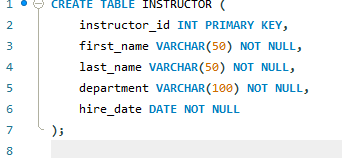 1 CREATE TABLE INSTRUCTOR (
2 instructor_id INT PRIMARY KEY,
3 first_name VARCHAR(50) NOT NULL,
4 last_name VARCHAR(50) NOT NULL,
5 department VARCHAR(100) NOT NULL,
6 hire_date DATE NOT NULL
7 );
8